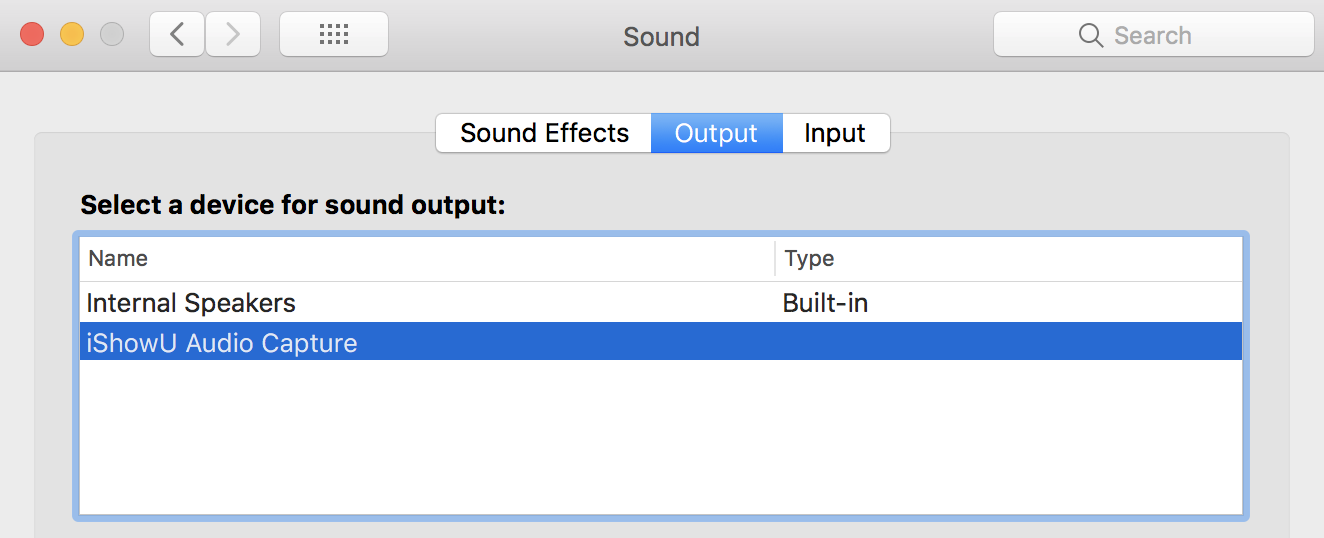 Sound
Search
Sound Effects Output Input
Select a device for sound output:
Name Type
Internal Speakers Built-in
iShowU Audio Capture